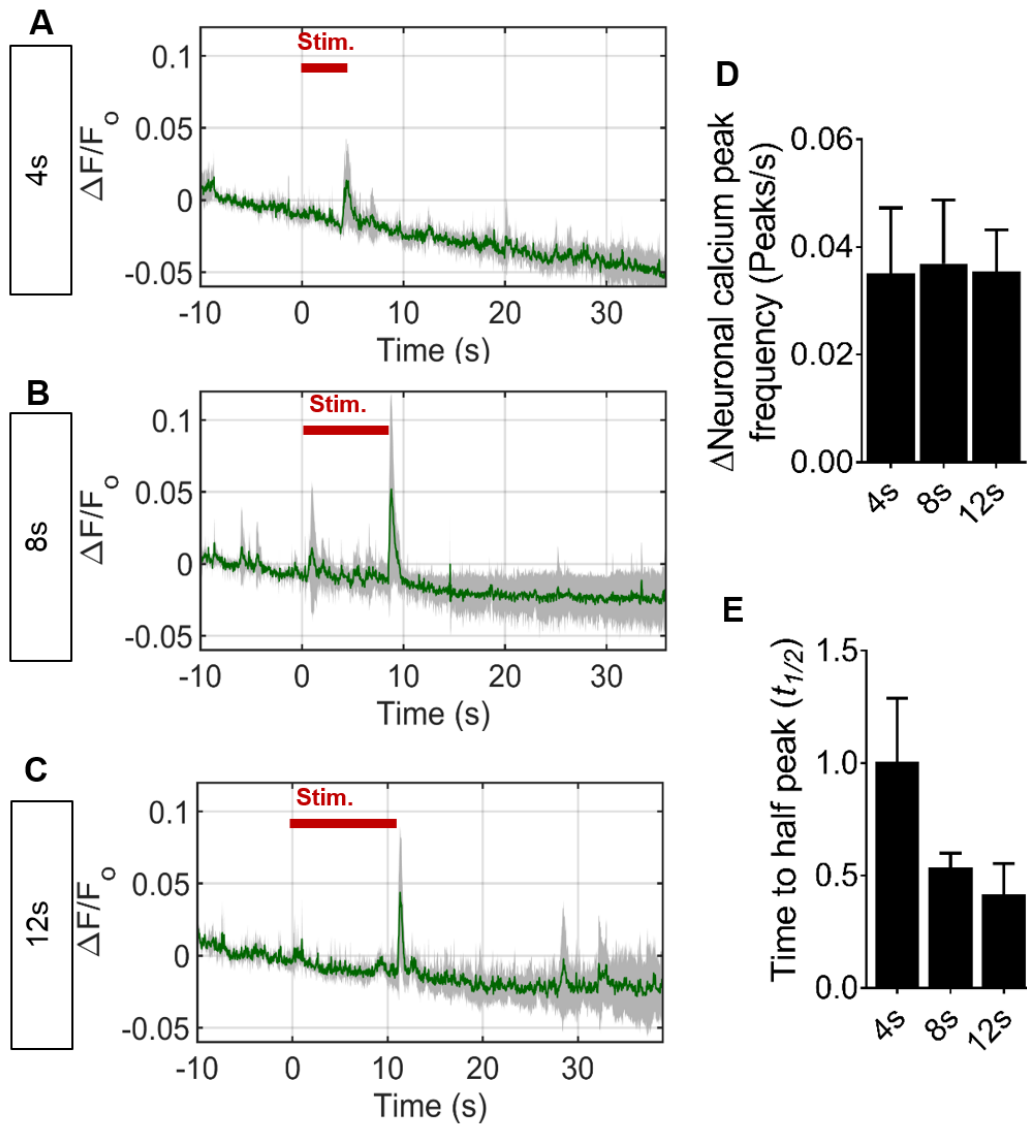 A
4s
ΔF/Fo
Stim.
0.1
0.05
0
-0.05
-10
0
10
20
30
Time (s)
B
8s
ΔF/Fo
Stim.
0.1
0.05
0
-0.05
-10
0
10
20
30
Time (s)
C
12s
ΔF/Fo
Stim.
0.1
0.05
0
-0.05
-10
0
10
20
30
Time (s)
D
ΔNeuronal calcium peak
frequency (Peaks/s)
0.06
0.04
0.02
0.00
4s
8s
12s
E
Time to half peak (t1/2)
1.5
1.0
0.5
0.0
4s
8s
12s